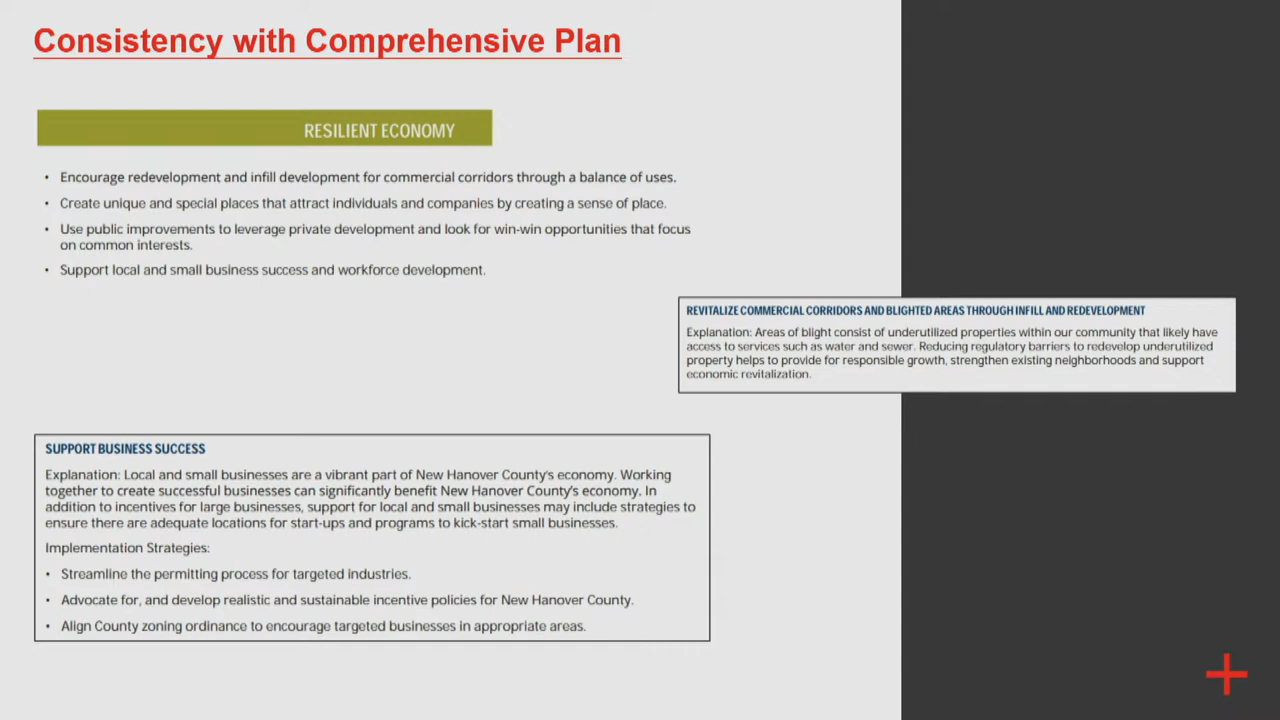 Consistency with Comprehensive Plan
RESILIENT ECONOMY
• Encourage redevelopment and infill development for commercial corridors through a balance of uses.
• Create unique and special places that attract individuals and companies by creating a sense of place.
• Use public improvements to leverage private development and look for win-win opportunities that focus
on common interests.
• Support local and small business success and workforce development.
REVITALIZE COMMERCIAL CORRIDORS AND BLIGHTED AREAS THROUGH INFILL AND REDEVELOPMENT
Explanation: Areas of blight consist of underutilized properties within our community that likely have
access to services such as water and sewer. Reducing regulatory barriers to redevelop underutilized
property helps to provide for responsible growth, strengthen existing neighborhoods and support
economic revitalization.
SUPPORT BUSINESS SUCCESS
Explanation: Local and small businesses are a vibrant part of New Hanover County's economy. Working
together to create successful businesses can significantly benefit New Hanover County's economy. In
addition to incentives for large businesses, support for local and small businesses may include strategies to
ensure there are adequate locations for start-ups and programs to kick-start small businesses.
Implementation Strategies:
• Streamline the permitting process for targeted industries.
• Advocate for, and develop realistic and sustainable incentive policies for New Hanover County.
• Align County zoning ordinance to encourage targeted businesses in appropriate areas.